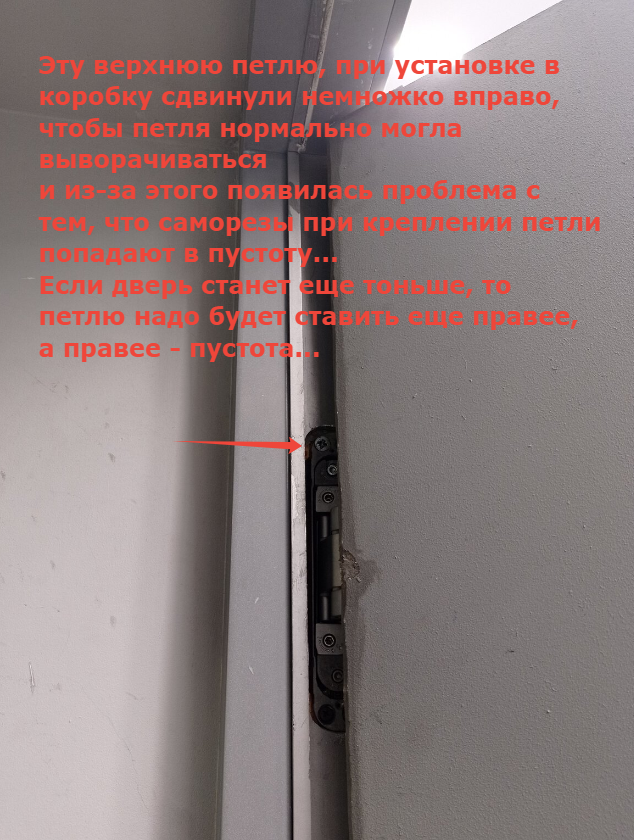 Эту верхнюю петлю, при установке в
коробку сдвинули немножко вправо,
чтобы петля нормально могла
выворачиваться
и из-за этого появилась проблема с
тем, что саморезы при креплении петли
попадают в пустоту...
Если дверь станет еще тоньше, то
петлю надо будет ставить еще правее,
а правее – пустота...